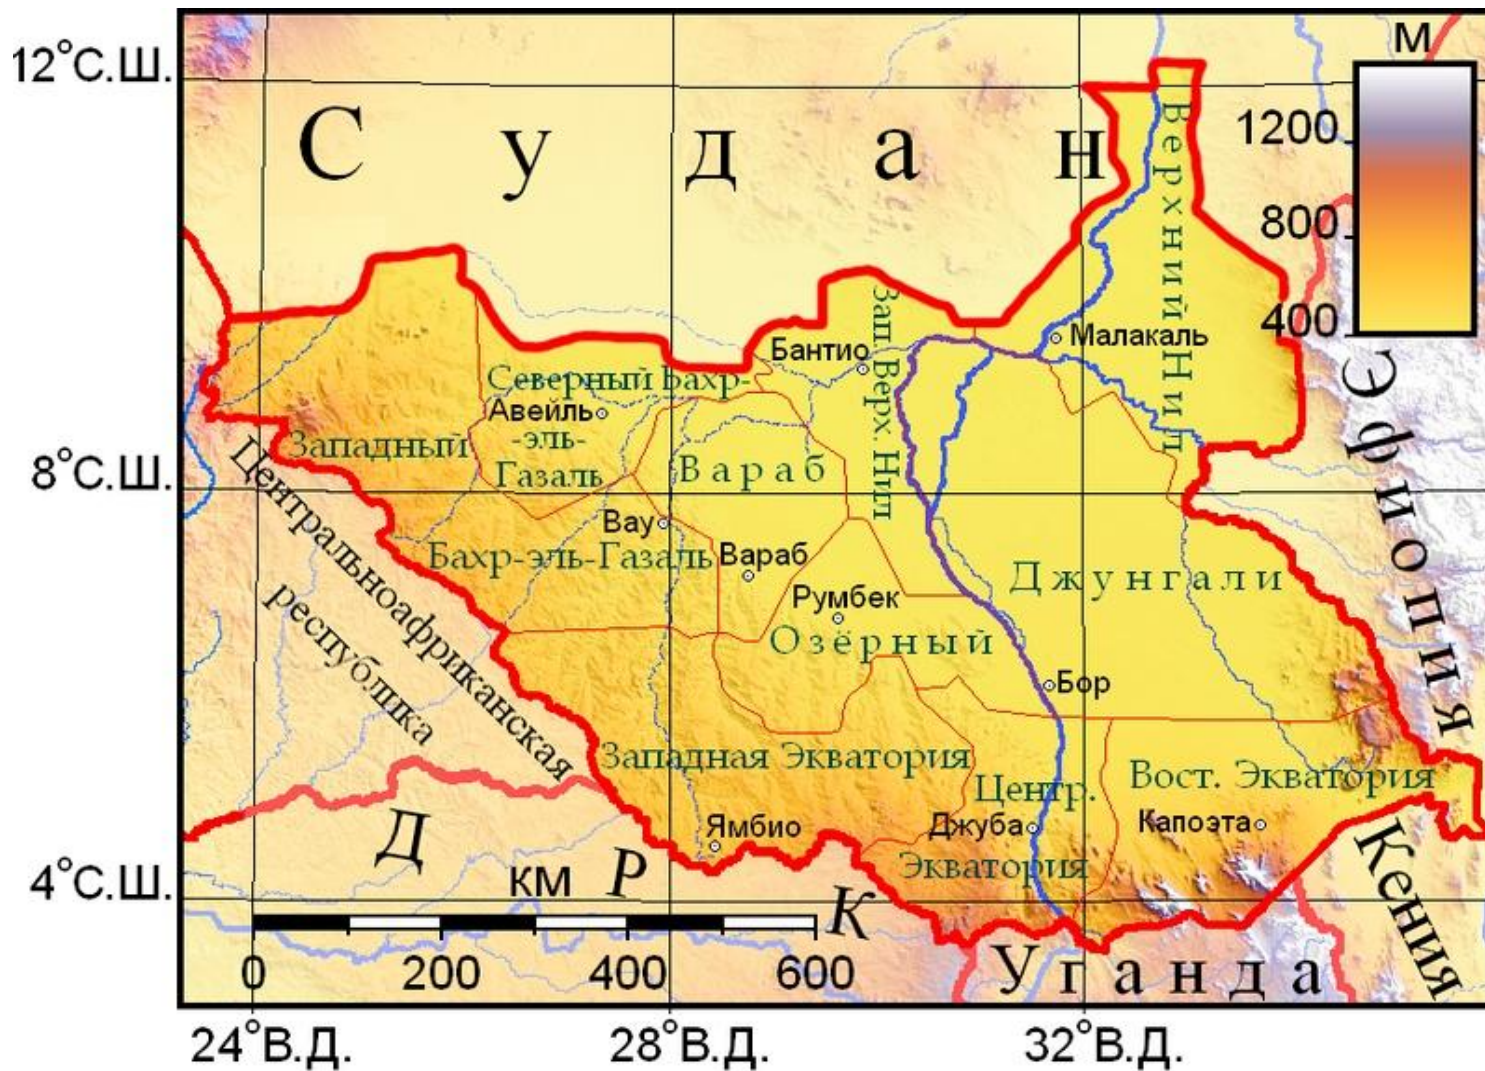 12°С.Ш.
8°С.Ш.
4°С.Ш.
24°В.Д.
28°В.Д.
32°В.Д.
м
1200
800
400
Судан
Верхний Нил
Малакаль
Бантио
Зап. Верх. Нил
Северный Бахр-
-эль-
Газаль
Авейль
Западный
Бахр-эль-Газаль
Вау
Вараб
Вараб
Румбек
Озёрный
Джунгали
Бор
Западная Экватория
Ямбио
Центр.
Экватория
Джуба
Вост. Экватория
Капоэта
Центральноафриканская
республика
ДРК
Уганда
Кения
Эфиопия
км
0
200
400
600